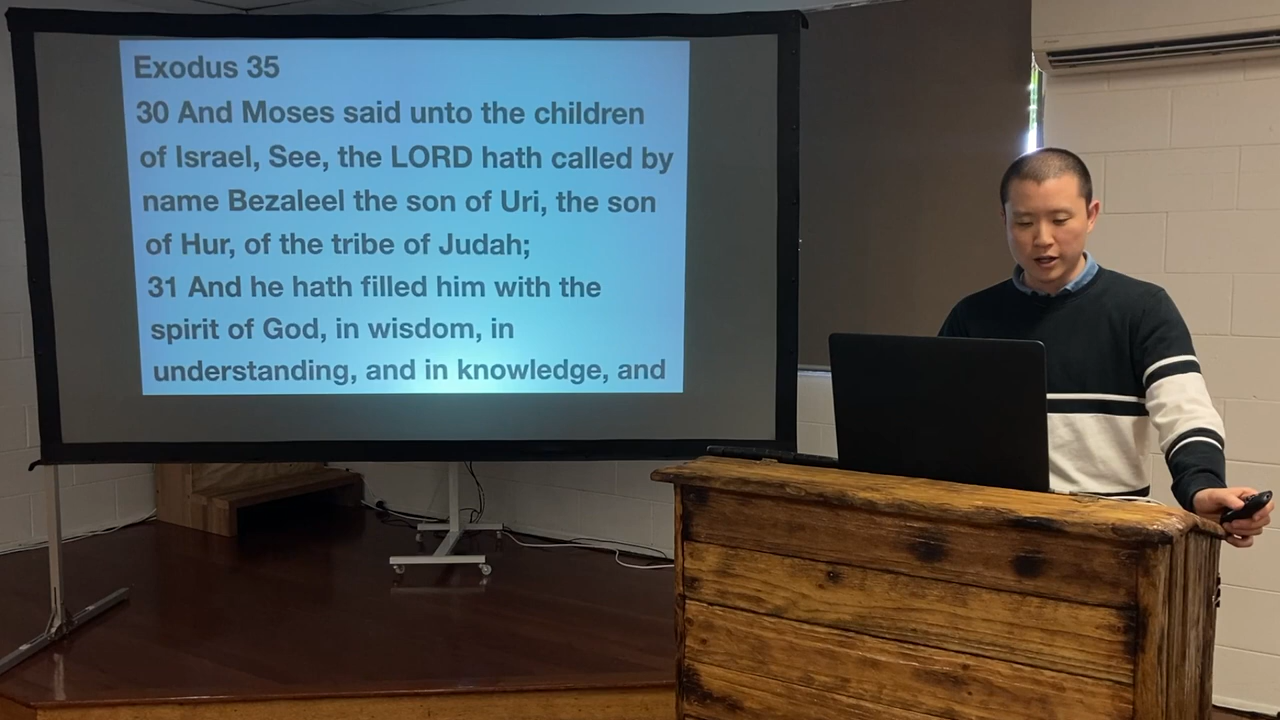 Exodus 35
30 And Moses said unto the children
of Israel, See, the LORD hath called by
name Bezaleel the son of Uri, the son
of Hur, of the tribe of Judah;
31 And he hath filled him with the
spirit of God, in wisdom, in
understanding, and in knowledge, and